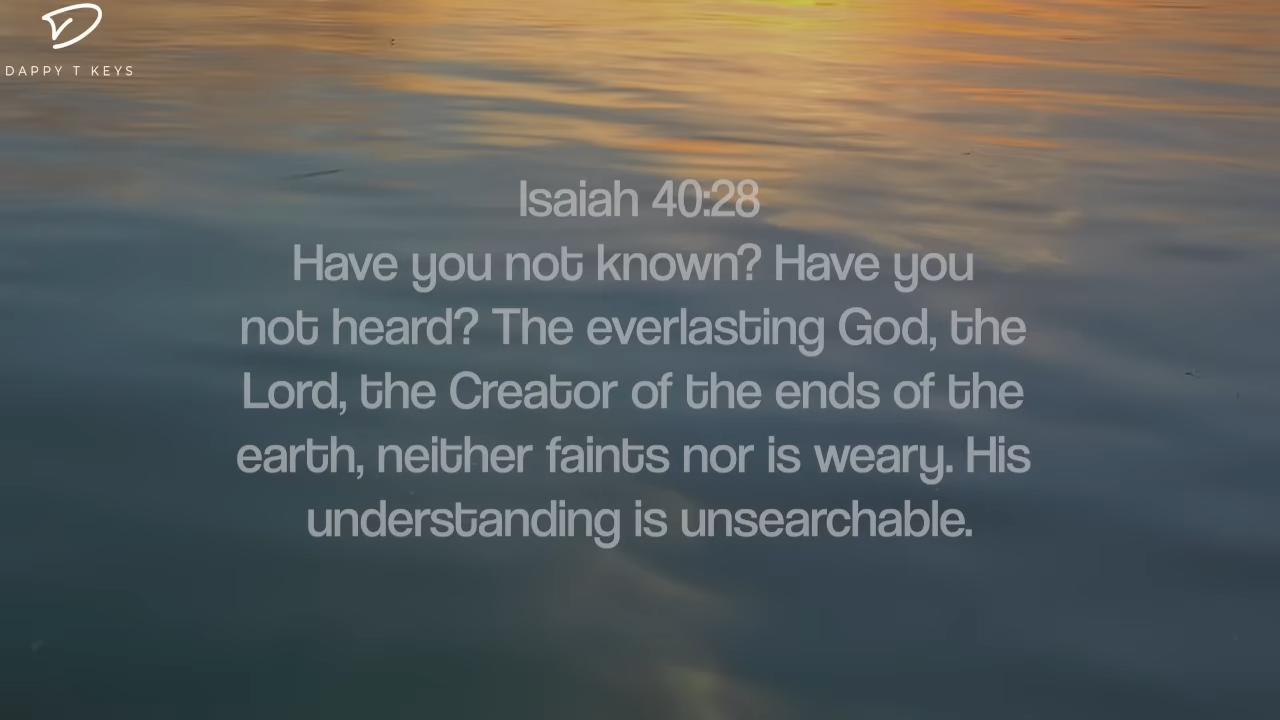 DAPPY T KEYS
Isaiah 40:28
Have you not known? Have you
not heard? The everlasting God, the
Lord, the Creator of the ends of the
earth, neither faints nor is weary. His
understanding is unsearchable.